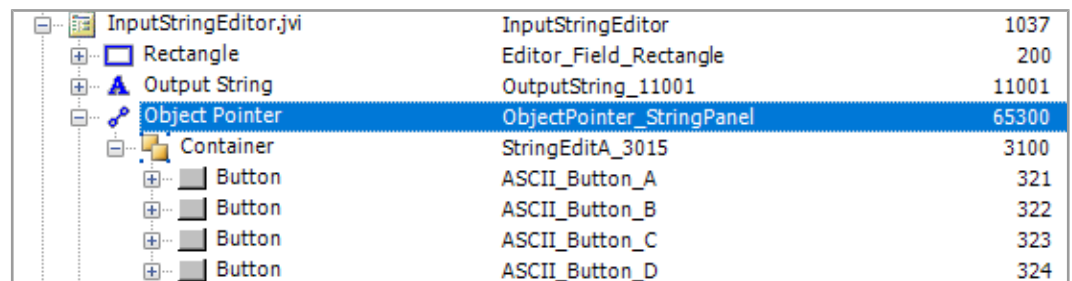 InputStringEditor.jvi InputStringEditor 1037
Rectangle Editor_Field_Rectangle 200
Output String OutputString_11001 11001
Object Pointer ObjectPointer_StringPanel 65300
Container StringEditA_3015 3100
Button ASCII_Button_A 321
Button ASCII_Button_B 322
Button ASCII_Button_C 323
Button ASCII_Button_D 324